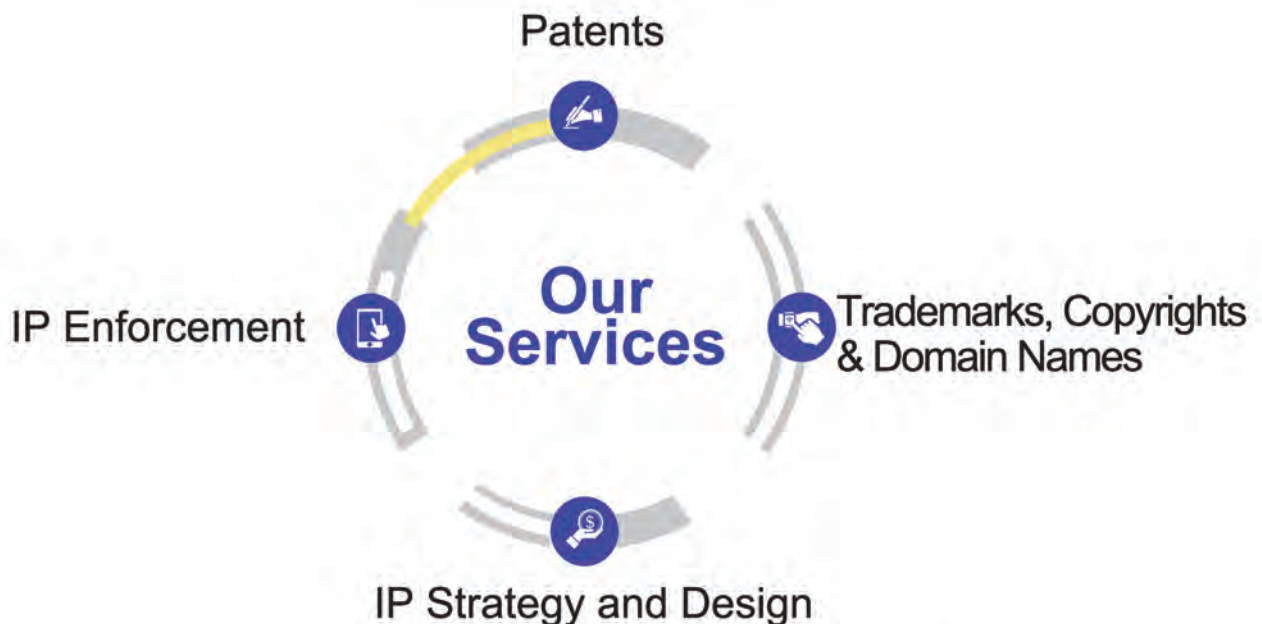 Patents
Our
Services
IP Enforcement
Trademarks, Copyrights
& Domain Names
IP Strategy and Design